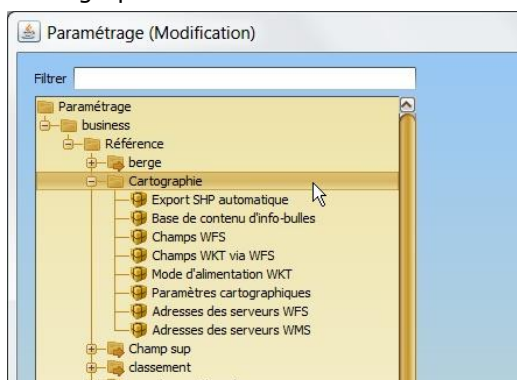 Paramétrage (Modification)
Filtrer
Paramétrage
business
Référence
berge
Cartographie
Export SHP automatique
Base de contenu d'info-bulles
Champs WFS
Champs WKT via WFS
Mode d'alimentation WKT
Paramètres cartographiques
Adresses des serveurs WFS
Adresses des serveurs WMS
Champ sup
classement